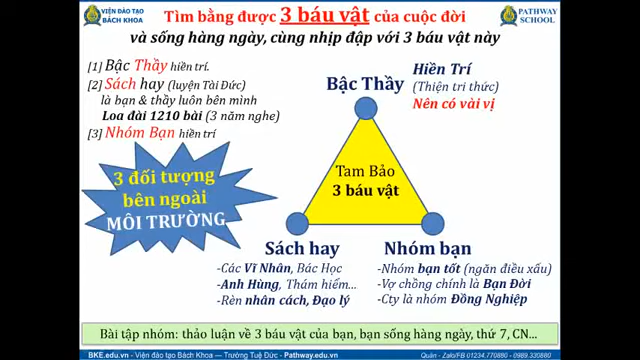 VIỆN ĐÀO TẠO
BÁCH KHOA
Tìm bằng được 3 báu vật của cuộc đời
và sống hàng ngày, cùng nhịp đập với 3 báu vật này
PATHWAY
SCHOOL
[1] Bậc Thầy hiền trí.
[2] Sách hay (luyện Tài Đức)
là bạn & thầy luôn bên mình
Loa đài 1210 bài (3 năm nghe)
[3] Nhóm Bạn hiền trí
Bậc Thầy
Hiền Trí
(Thiện tri thức)
Nên có vài vị
3 đối tượng
bên ngoài
MÔI TRƯỜNG
Tam Bảo
3 báu vật
Sách hay
-Các Vĩ Nhân, Bác Học
-Anh Hùng, Thám hiểm...
-Rèn nhân cách, Đạo lý
Nhóm bạn
-Nhóm bạn tốt (ngăn điều xấu)
-Vợ chồng chính là Bạn Đời
-Cty là nhóm Đồng Nghiệp
Bài tập nhóm: thảo luận về 3 báu vật của bạn, bạn sống hàng ngày, thứ 7, CN...
BKE.edu.vn - Viện đào tạo Bách Khoa — Trường Tuệ Đức - Pathway.edu.vn
Quân - Zalo/FB 01234.770880 - 0989.330880